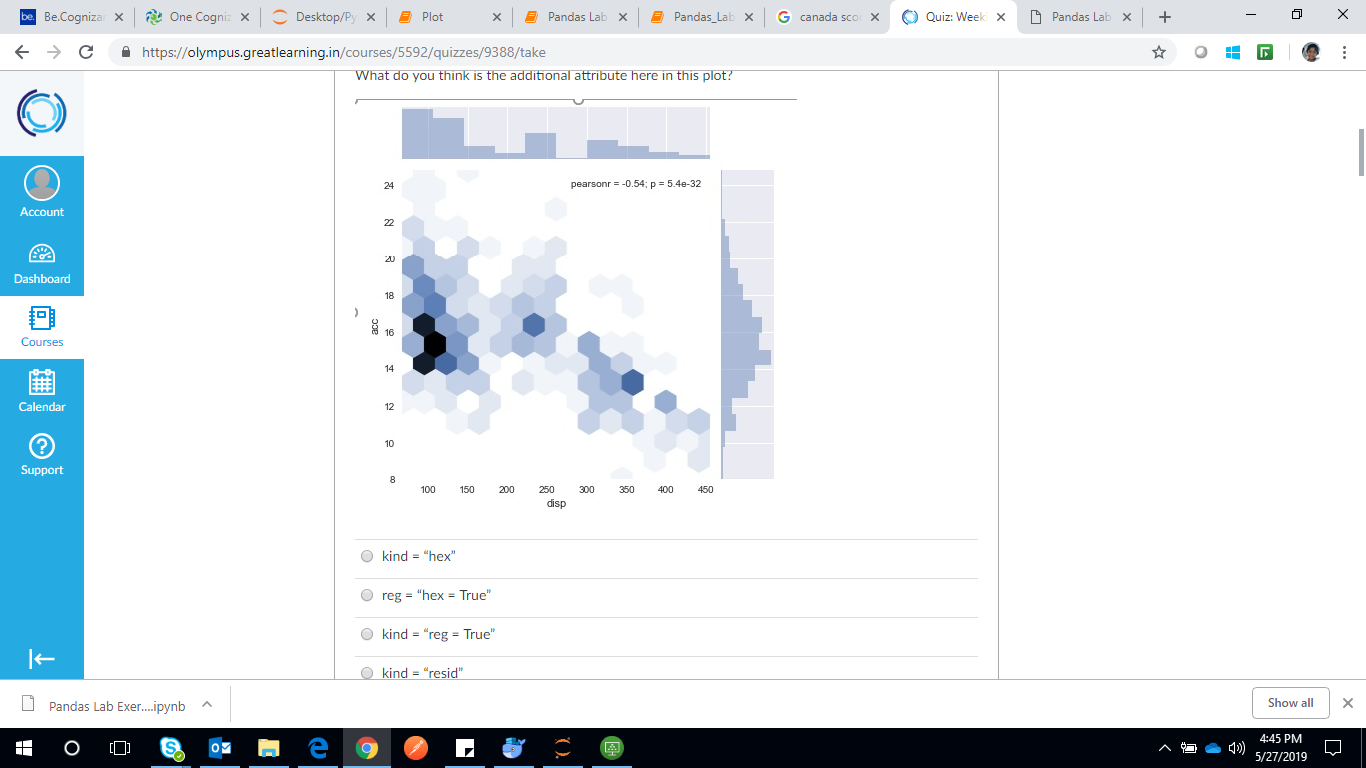 be. Be.Cogniza
One Cogniz
Desktop/Py
Plot
Pandas Lab
Pandas_Lab
canada scor
Quiz: Week
Pandas Lab
https://olympus.greatlearning.in/courses/5592/quizzes/9388/take
Account
Dashboard
Courses
Calendar
Support
What do you think is the additional attribute here in this plot?
pearsonr = -0.54; p = 5.4e-32
24
22
20
18
16
14
12
10
8
acc
100 150 200 250 300 350 400 450
disp
kind = “hex”
reg = “hex = True”
kind = “reg = True”
kind = “resid”
Pandas Lab Exer....ipynb
Show all
4:45 PM
5/27/2019